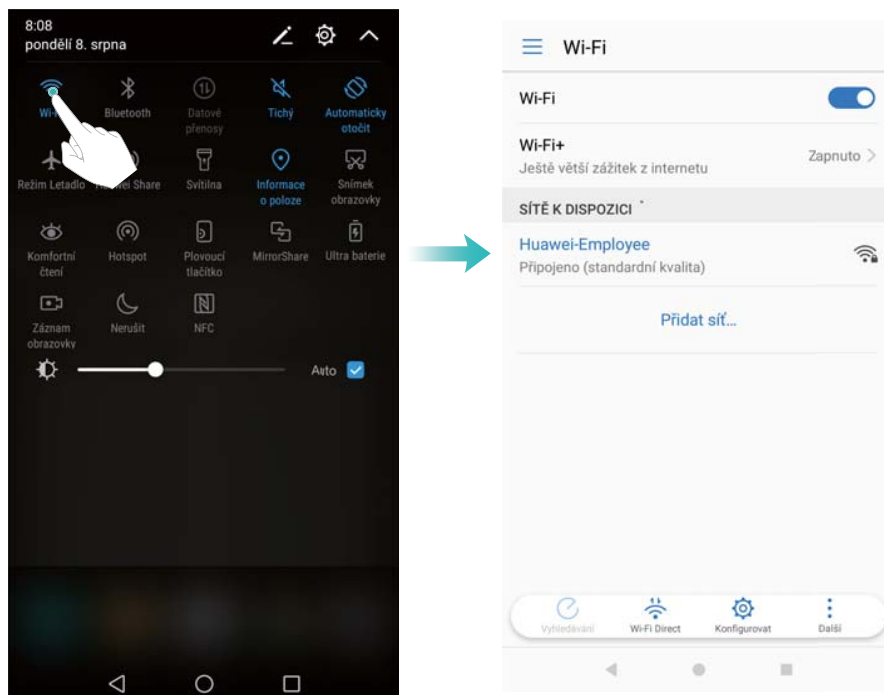 8:08
pondělí 8. srpna
Bluetooth
Datové
přenosy
Tichý
Automaticky
otočit
Režim Letadlo
Share
Svítilna
Informace
o poloze
Snímek
obrazovky
Komfortní
čtení
Hotspot
Plovoucí
tlačítko
MirrorShare
Ultra baterie
Záznam
obrazovky
Nerušit
NFC
Auto
Wi-Fi
Wi-Fi
Wi-Fi+
Ještě větší zážitek z internetu
Zapnuto
SÍTĚ K DISPOZICI
Huawei-Employee
Připojeno (standardní kvalita)
Přidat síť...
Vyhledávání
Wi-Fi Direct
Konfigurovat
Další